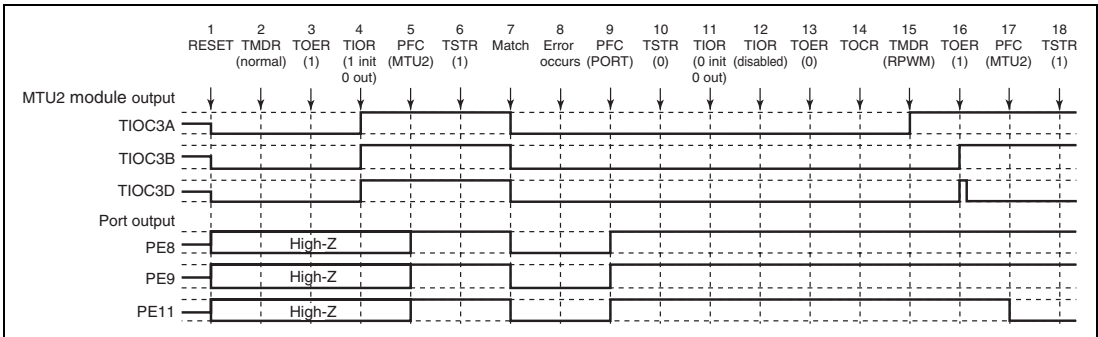 1 2 3 4 5 6 7 8 9 10 11 12 13 14 15 16 17 18
RESET TMDR TOER TIOR PFC TSTR Match Error PFC TSTR TIOR TIOR TOER TOCR TMDR TOER PFC TSTR
(normal) (1) (1 init (MTU2) (1) occurs (PORT) (0) (0 init (disabled) (0) (RPWM) (1) (MTU2) (1)
0 out) 0 out)
MTU2 module output
TIOC3A
TIOC3B
TIOC3D
Port output
PE8 High-Z
PE9 High-Z
PE11 High-Z